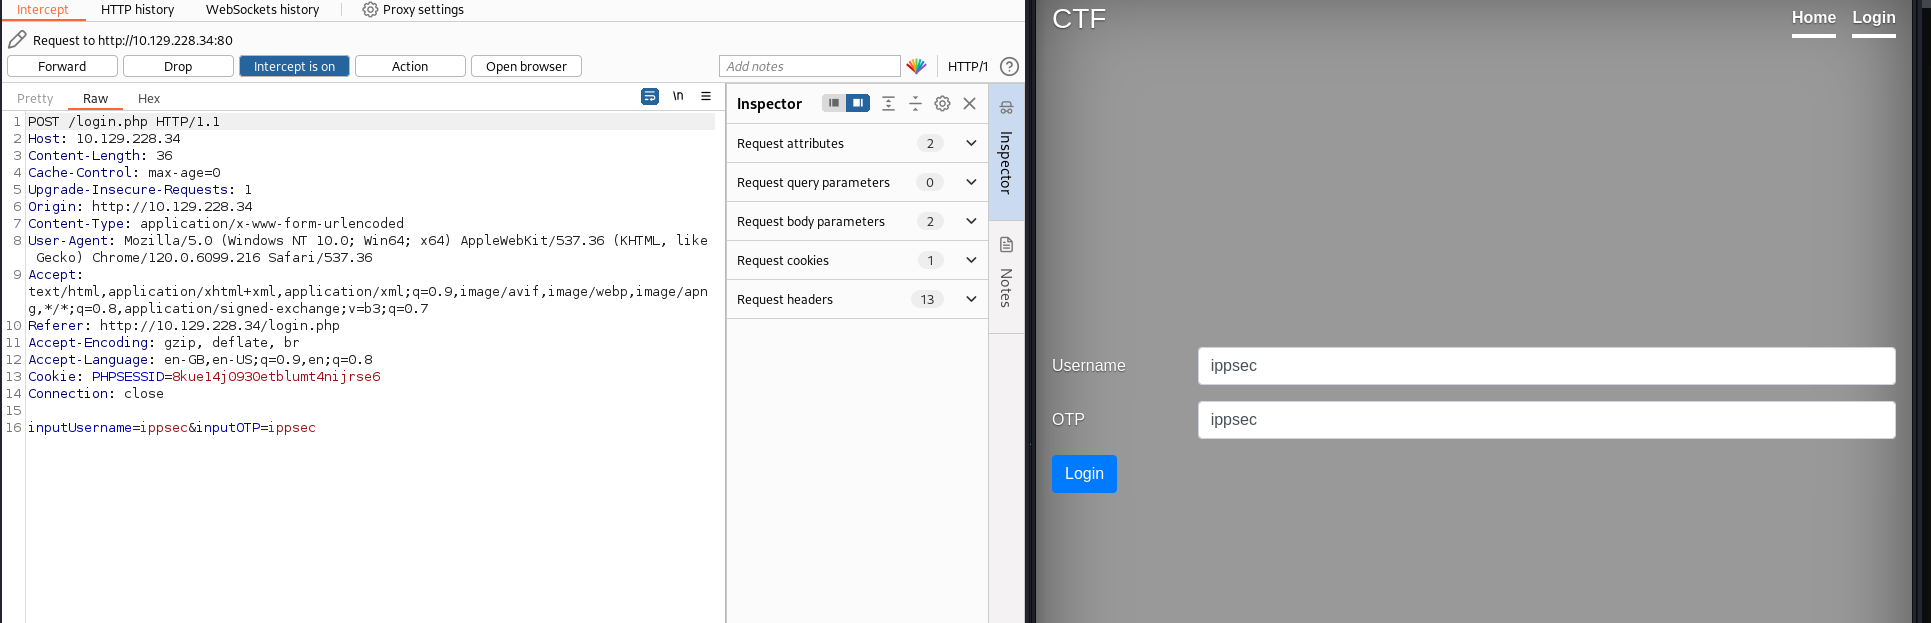 Intercept HTTP history WebSockets history Proxy settings
Request to http://10.129.228.34:80
Forward Drop Intercept is on Action Open browser Add notes HTTP/1 ?
Pretty Raw Hex \n
1 POST /login.php HTTP/1.1
2 Host: 10.129.228.34
3 Content-Length: 36
4 Cache-Control: max-age=0
5 Upgrade-Insecure-Requests: 1
6 Origin: http://10.129.228.34
7 Content-Type: application/x-www-form-urlencoded
8 User-Agent: Mozilla/5.0 (Windows NT 10.0; Win64; x64) AppleWebKit/537.36 (KHTML, like
Gecko) Chrome/120.0.6099.216 Safari/537.36
9 Accept:
text/html,application/xhtml+xml,application/xml;q=0.9,image/avif,image/webp,image/apn
g,*/*;q=0.8,application/signed-exchange;v=b3;q=0.7
10 Referer: http://10.129.228.34/login.php
11 Accept-Encoding: gzip, deflate, br
12 Accept-Language: en-GB,en-US;q=0.9,en;q=0.8
13 Cookie: PHPSESSID=8kue14j0930etblumt4nijrse6
14 Connection: close
15
16 inputUsername=ippsec&inputOTP=ippsec
Inspector
Request attributes 2
Request query parameters 0
Request body parameters 2
Request cookies 1
Request headers 13
Inspector
Notes
CTF
Home Login
Username ippsec
OTP ippsec
Login